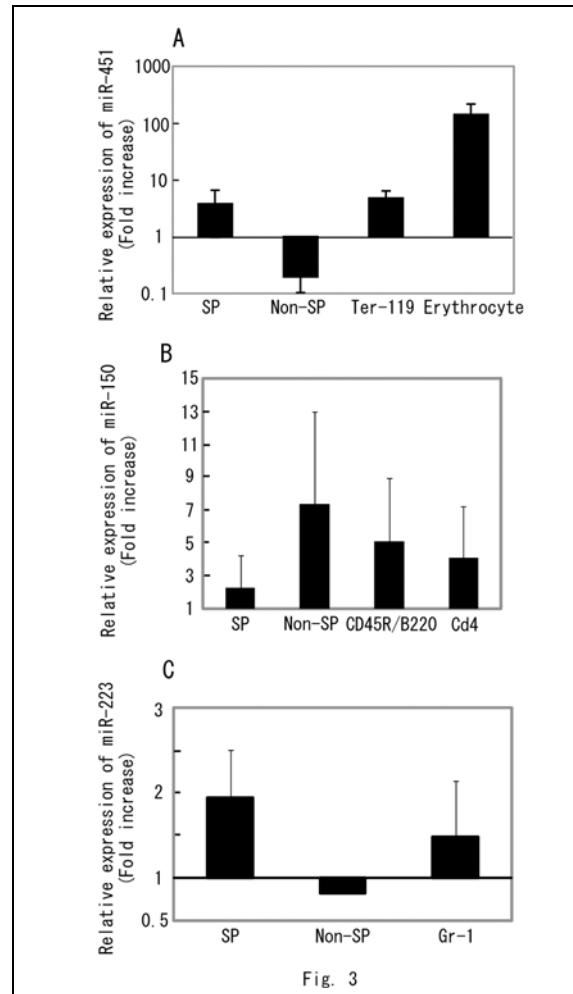 A
Relative expression of miR-451
(Fold increase)
1000
100
10
1
0.1
SP Non-SP Ter-119 Erythrocyte
B
Relative expression of miR-150
(Fold increase)
15
13
11
9
7
5
3
1
SP Non-SP CD45R/B220 Cd4
C
Relative expression of miR-223
(Fold increase)
3
2
1
0.5
SP Non-SP Gr-1
Fig. 3